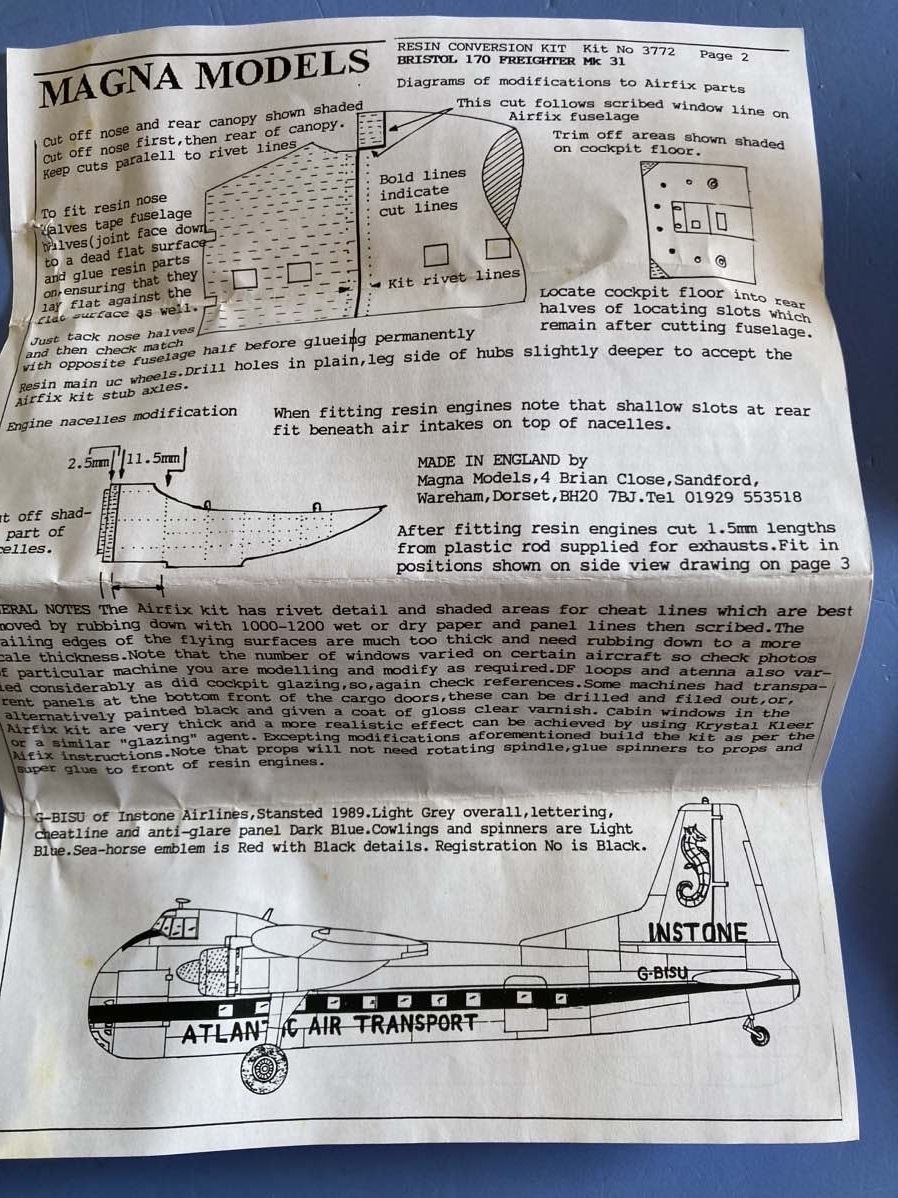 MAGNA MODELS
RESIN CONVERSION KIT Kit No 3772 Page 2
BRISTOL 170 FREIGHTER Mk 31
Diagrams of modifications to Airfix parts
Cut off nose and rear canopy shown shaded
Cut off nose first,then rear of canopy.
Keep cuts paralell to rivet lines
This cut follows scribed window line on
Airfix fuselage
Trim off areas shown shaded
on cockpit floor.
Bold lines
indicate
cut lines
To fit resin nose
halves tape fuselage
halves(joint face down
to a dead flat surface
and glue resin parts
on,ensuring that they
lay flat against the
flat surface as well.
Kit rivet lines
Locate cockpit floor into rear
halves of locating slots which
remain after cutting fuselage.
Just tack nose halves
and then check match
with opposite fuselage half before glueing permanently
Resin main uc wheels.Drill holes in plain,leg side of hubs slightly deeper to accept the
Airfix kit stub axles.
Engine nacelles modification
When fitting resin engines note that shallow slots at rear
fit beneath air intakes on top of nacelles.
2.5mm 11.5mm
t off shad-
part of
celles.
MADE IN ENGLAND by
Magna Models,4 Brian Close,Sandford,
Wareham,Dorset,BH20 7BJ.Tel 01929 553518
After fitting resin engines cut 1.5mm lengths
from plastic rod supplied for exhausts.Fit in
positions shown on side view drawing on page 3
ERAL NOTES The Airfix kit has rivet detail and shaded areas for cheat lines which are best
moved by rubbing down with 1000-1200 wet or dry paper and panel lines then scribed.The
ailing edges of the flying surfaces are much too thick and need rubbing down to a more
cale thickness.Note that the number of windows varied on certain aircraft so check photos
f particular machine you are modelling and modify as required.DF loops and atenna also var-
ied considerably as did cockpit glazing,so,again check references.Some machines had transpa-
rent panels at the bottom front of the cargo doors,these can be drilled and filed out,or,
alternatively painted black and given a coat of gloss clear varnish. Cabin windows in the
Airfix kit are very thick and a more realistic effect can be achieved by using Krystal Kleer
or a similar "glazing" agent. Excepting modifications aforementioned build the kit as per the
Aifix instructions.Note that props will not need rotating spindle,glue spinners to props and
super glue to front of resin engines.
G-BISU of Instone Airlines,Stansted 1989.Light Grey overall,lettering,
cheatline and anti-glare panel Dark Blue.Cowlings and spinners are Light
Blue.Sea-horse emblem is Red with Black details. Registration No is Black.
INSTONE
G-BISU
ATLANTIC AIR TRANSPORT